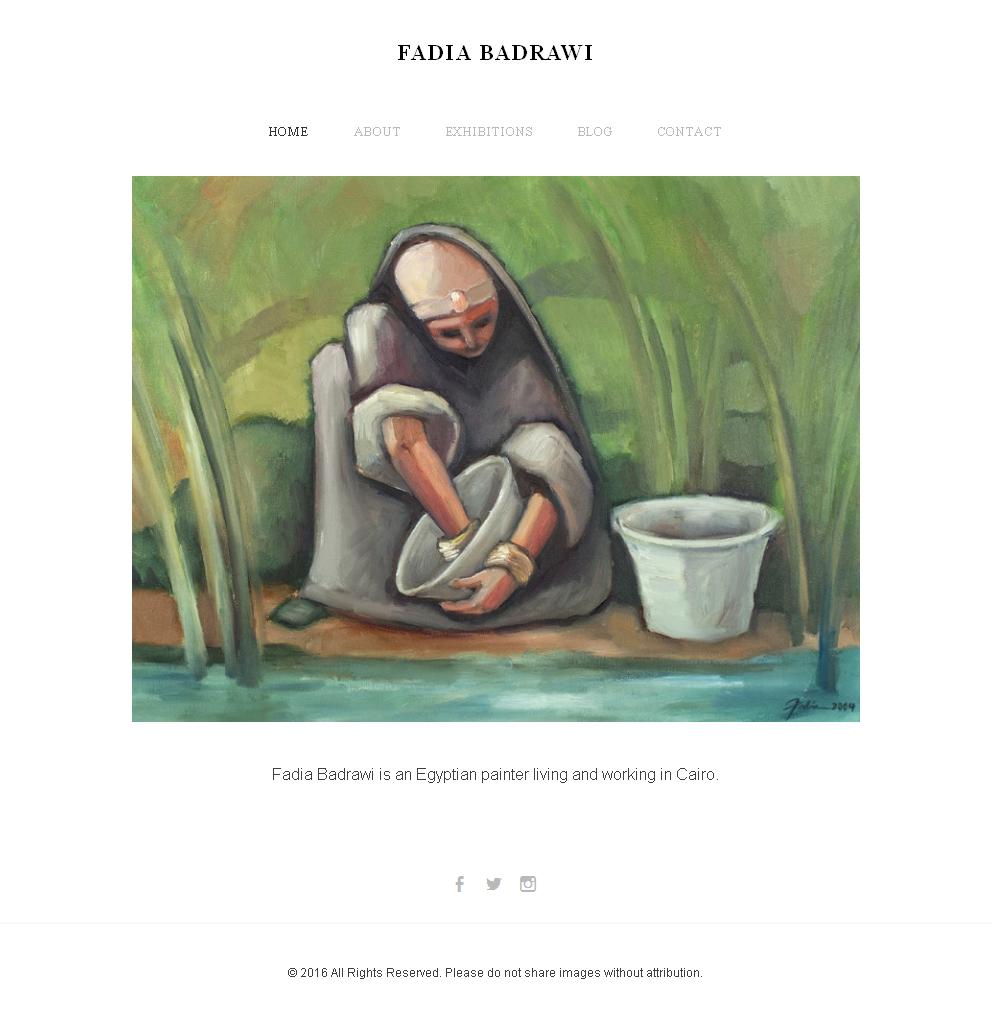 FADIA BADRAWI
HOME ABOUT EXHIBITIONS BLOG CONTACT
Fadia 2004
Fadia Badrawi is an Egyptian painter living and working in Cairo.
© 2016 All Rights Reserved. Please do not share images without attribution.